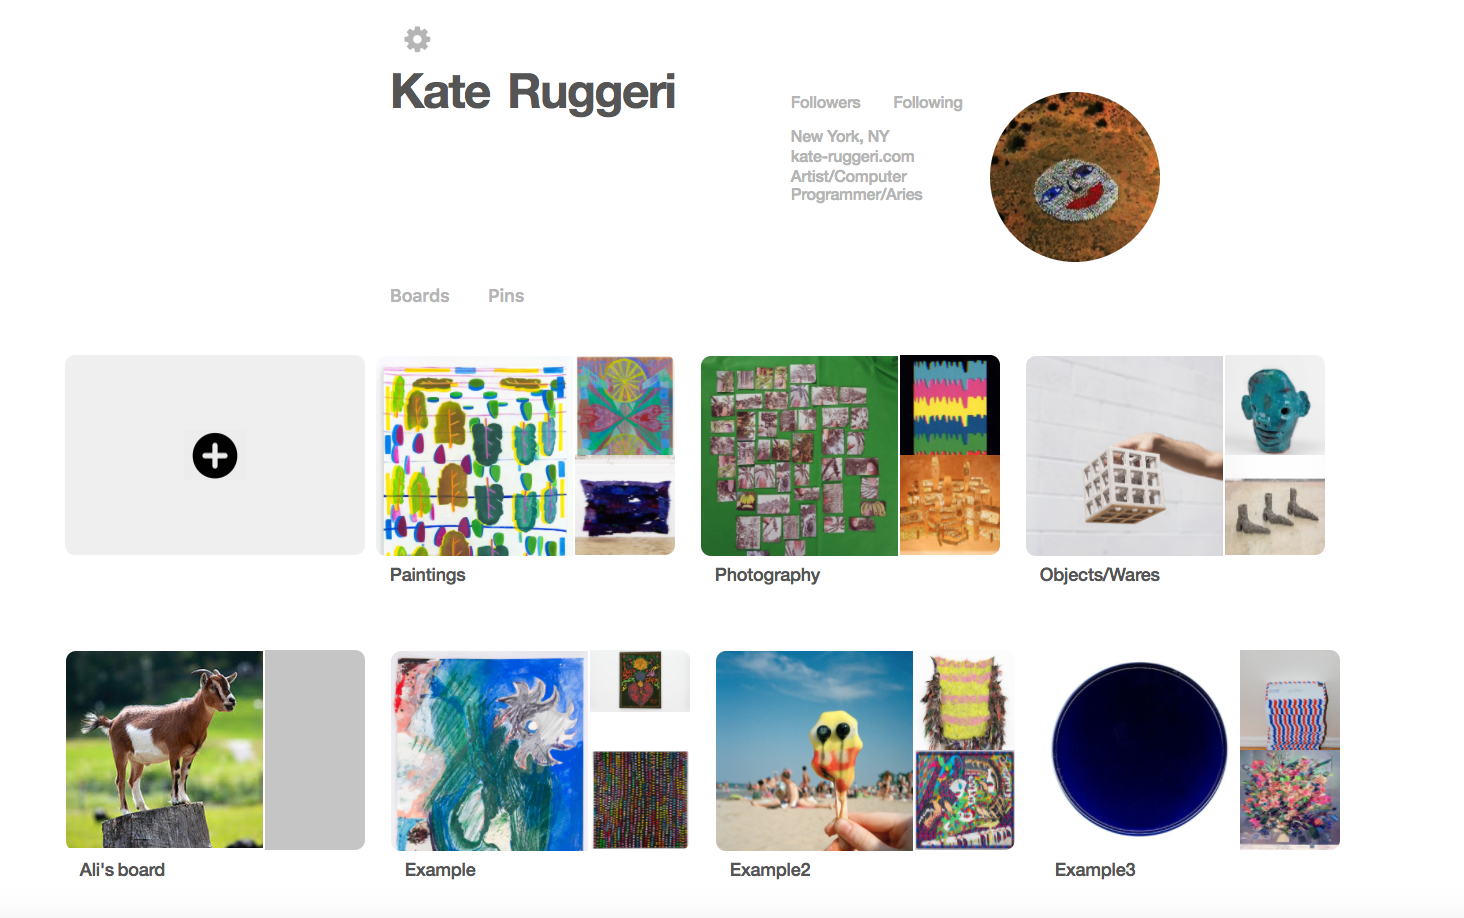 Kate Ruggeri
Followers Following
New York, NY
kate-ruggeri.com
Artist/Computer
Programmer/Aries
Boards Pins
Paintings
Photography
Objects/Wares
Ali's board
Example
Example2
Example3